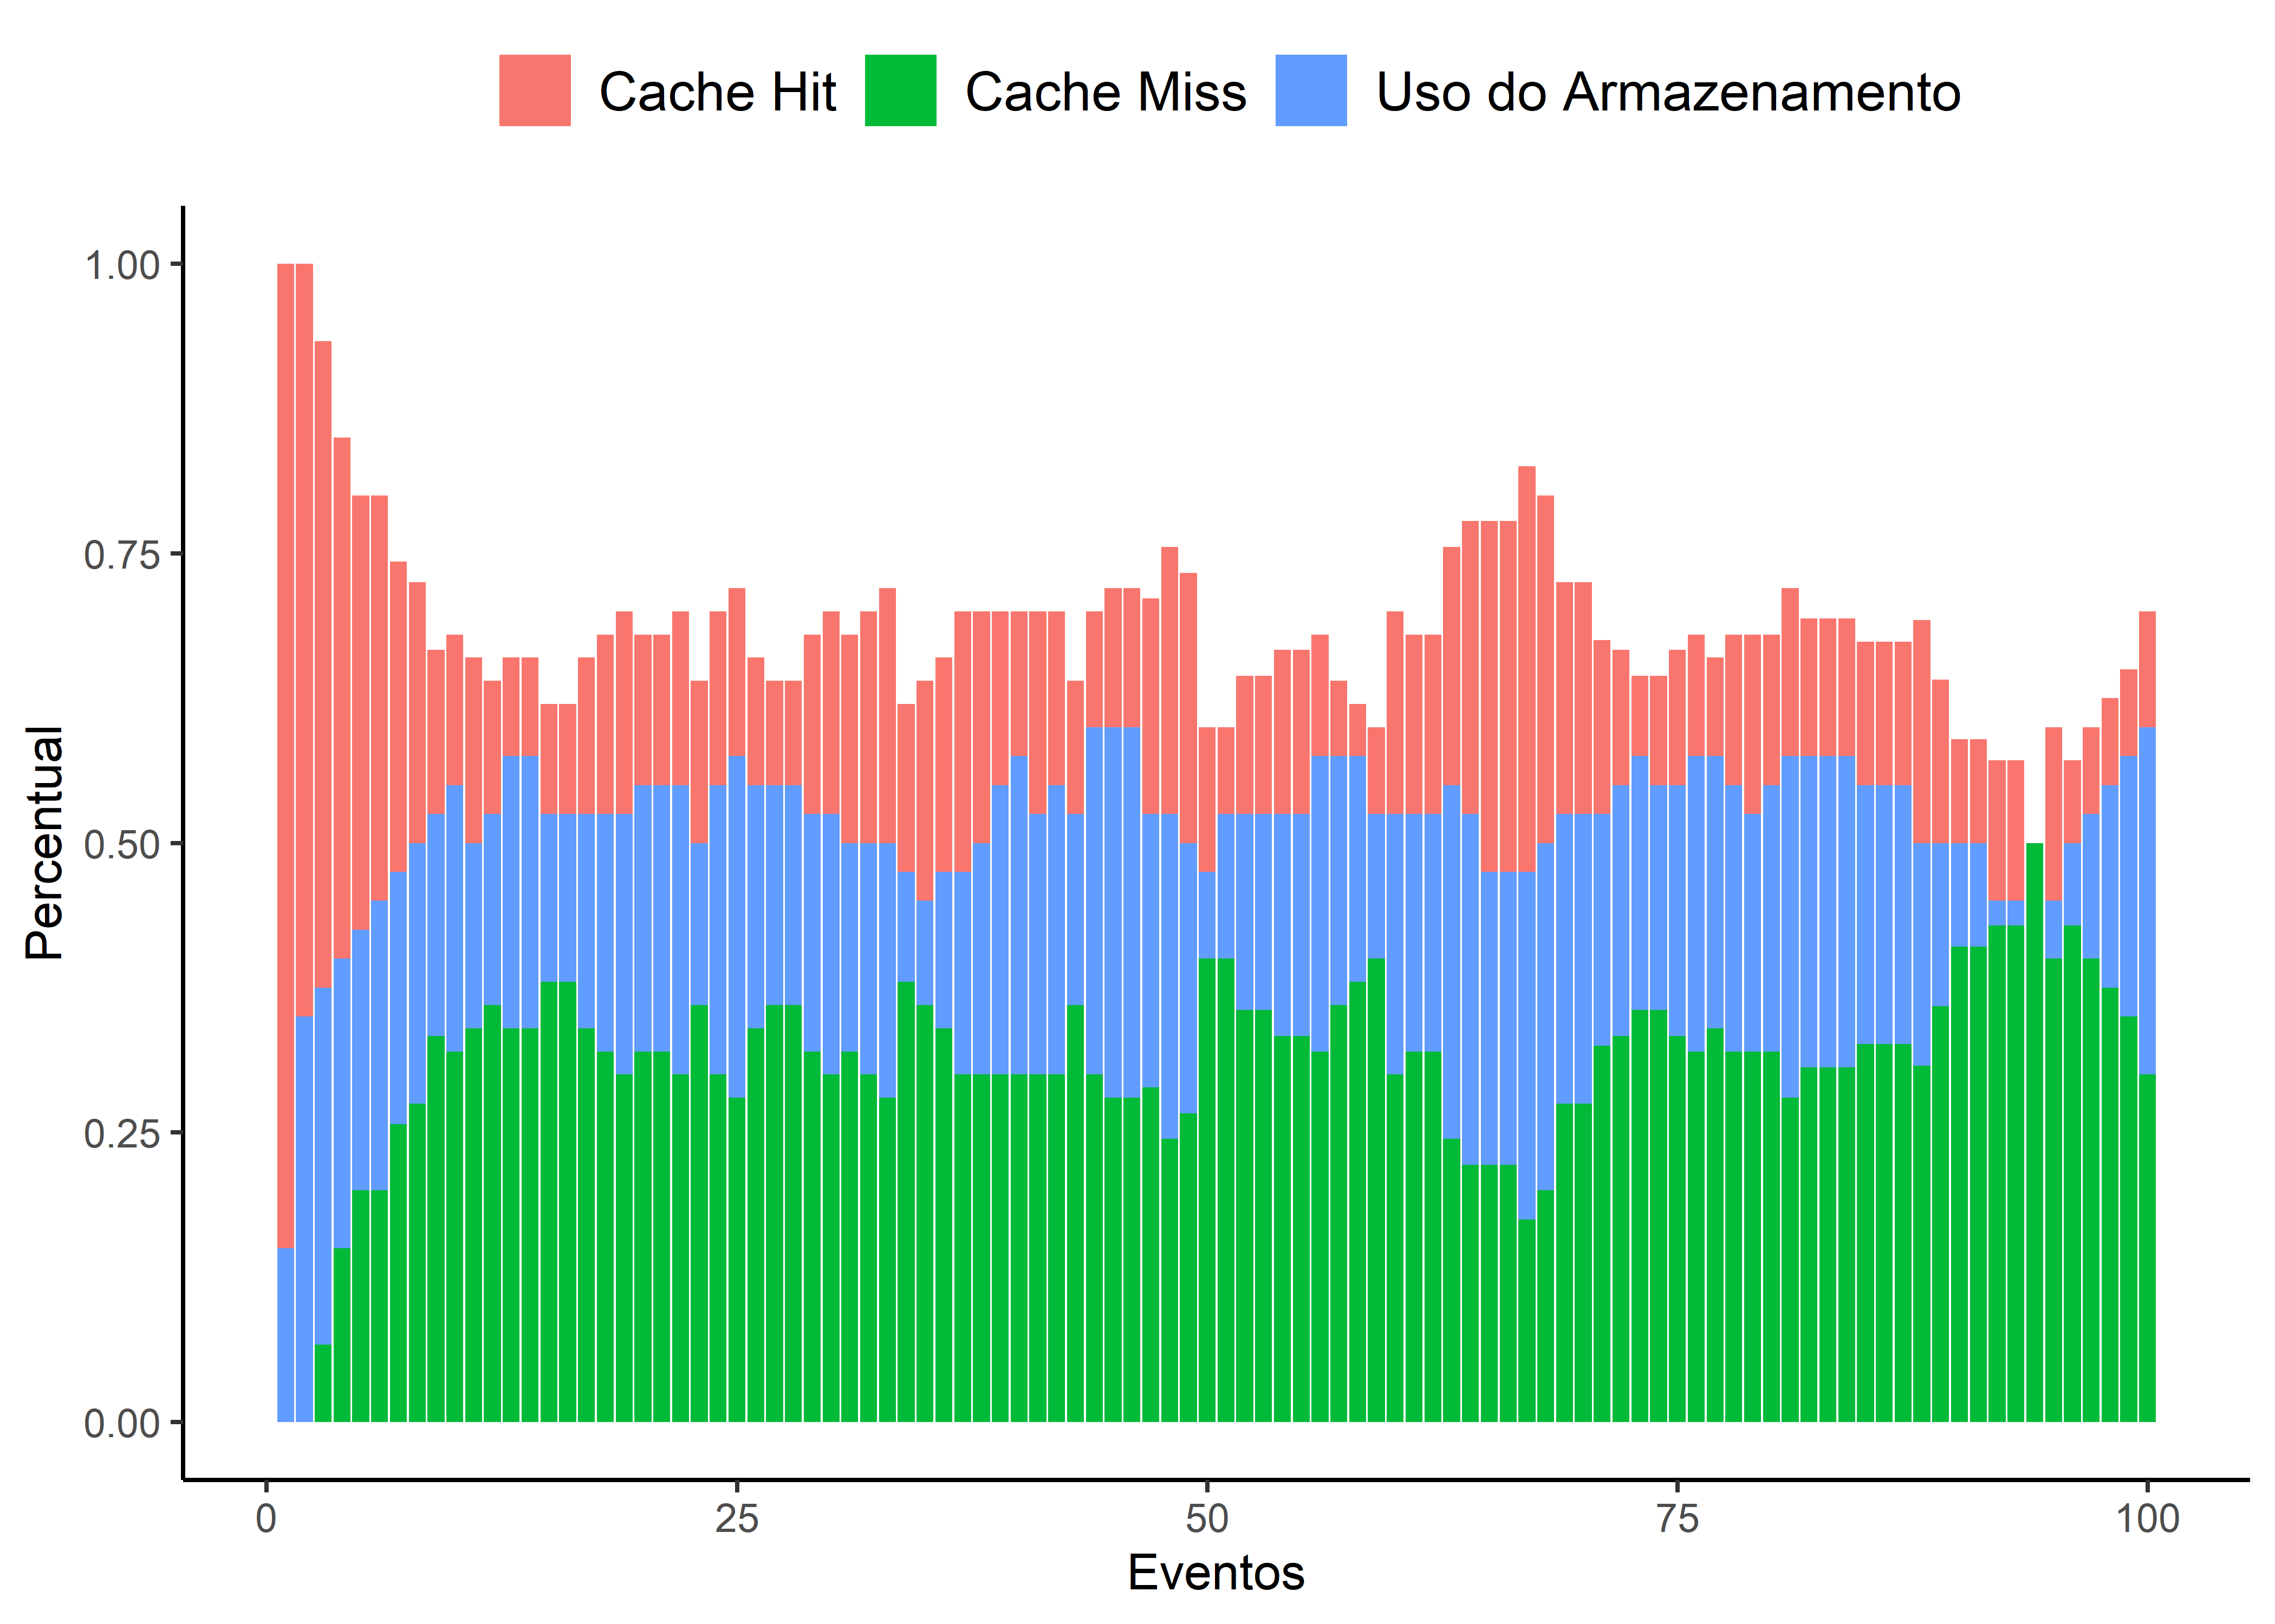 Cache Hit Cache Miss Uso do Armazenamento
1.00
0.75
0.50
0.25
0.00
Percentual
0 25 50 75 100
Eventos